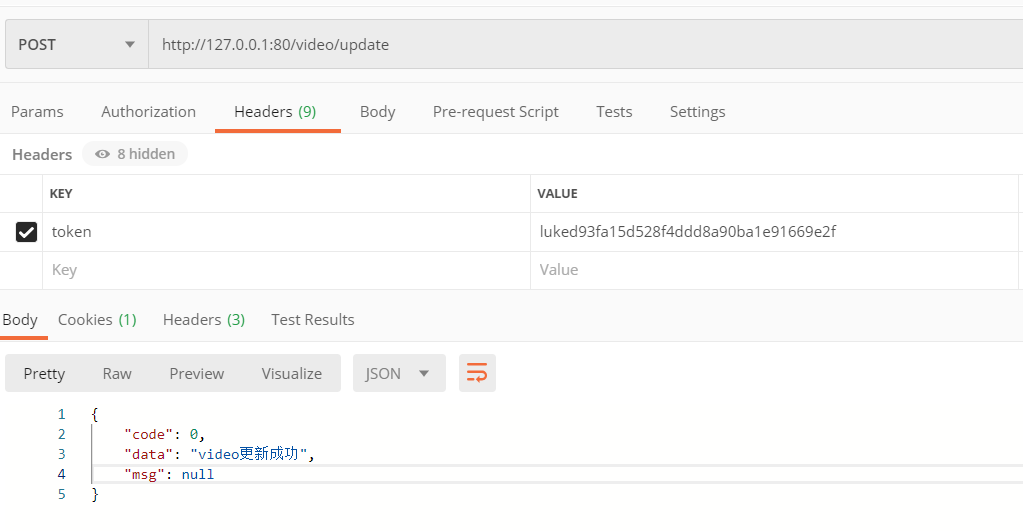 POST http://127.0.0.1:80/video/update
Params Authorization Headers (9) Body Pre-request Script Tests Settings
Headers 8 hidden
KEY VALUE
token luked93fa15d528f4ddd8a90ba1e91669e2f
Key Value
Body Cookies (1) Headers (3) Test Results
Pretty Raw Preview Visualize JSON
1 {
2 "code": 0,
3 "data": "video更新成功",
4 "msg": null
5 }